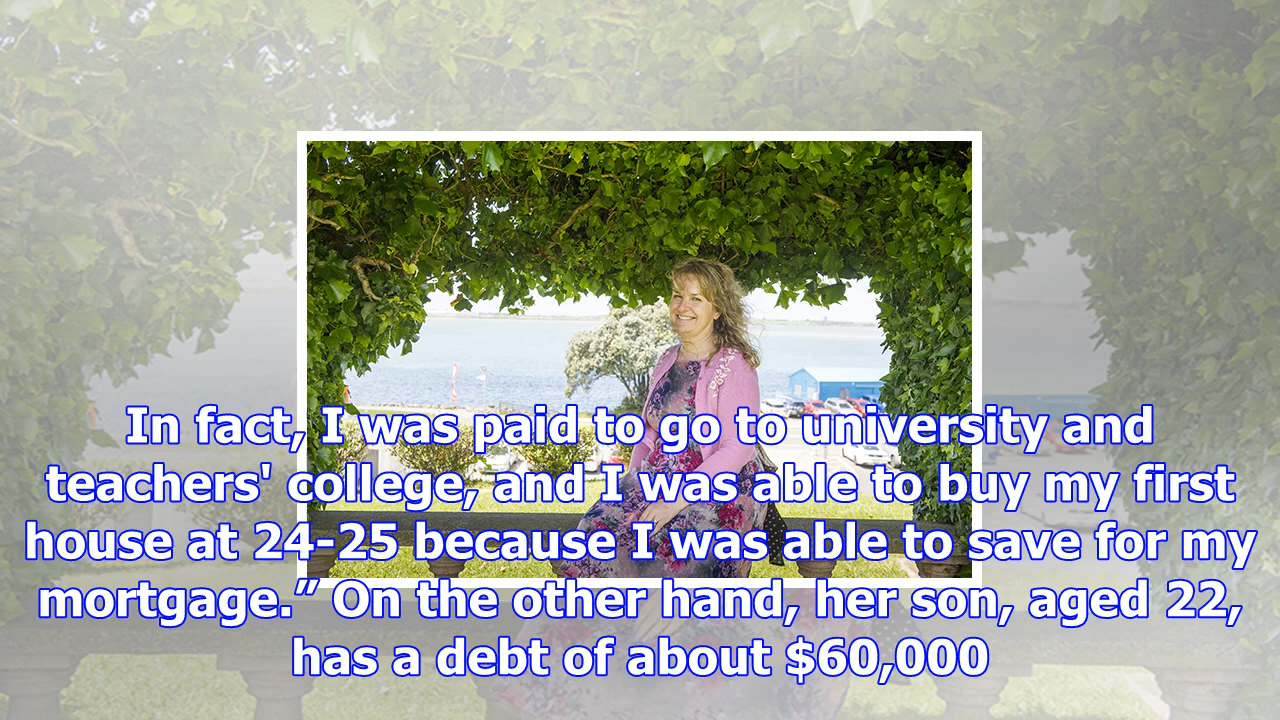 In fact, I was paid to go to university and
teachers' college, and I was able to buy my first
house at 24-25 because I was able to save for my
mortgage.” On the other hand, her son, aged 22,
has a debt of about $60,000